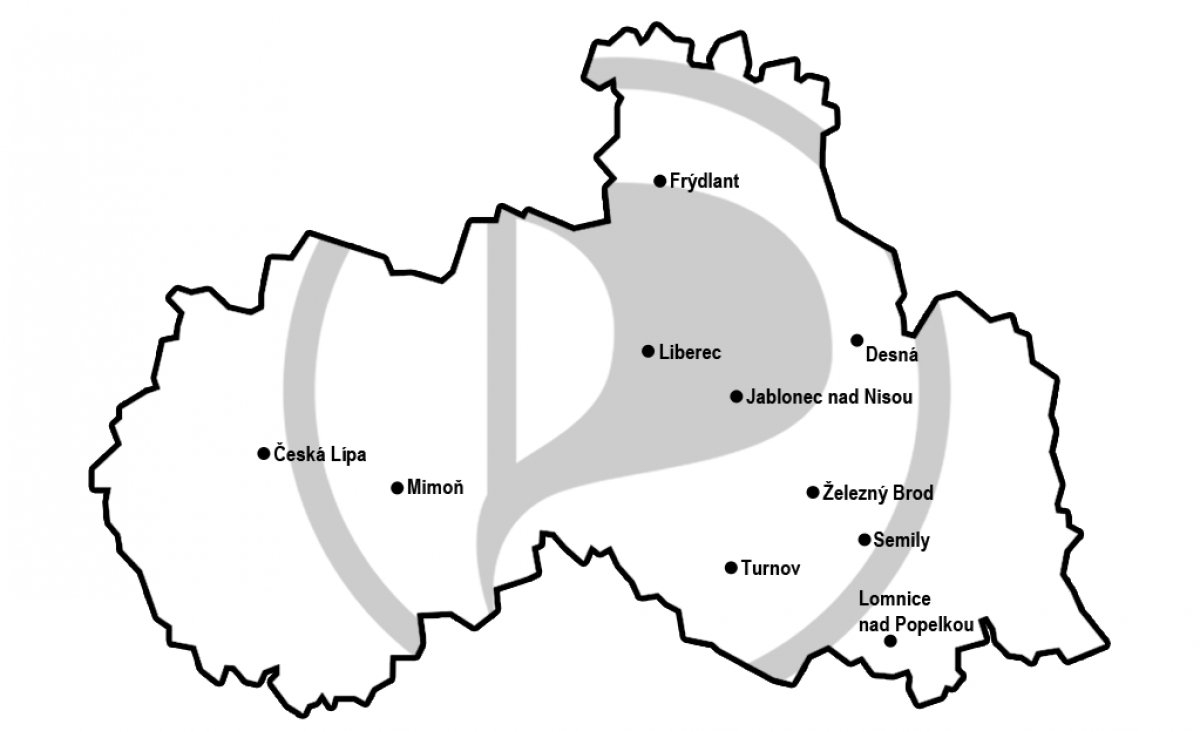 Frýdlant
Liberec
Desná
Jablonec nad Nisou
Česká Lípa
Mimoň
Železný Brod
Semily
Turnov
Lomnice
nad Popelkou